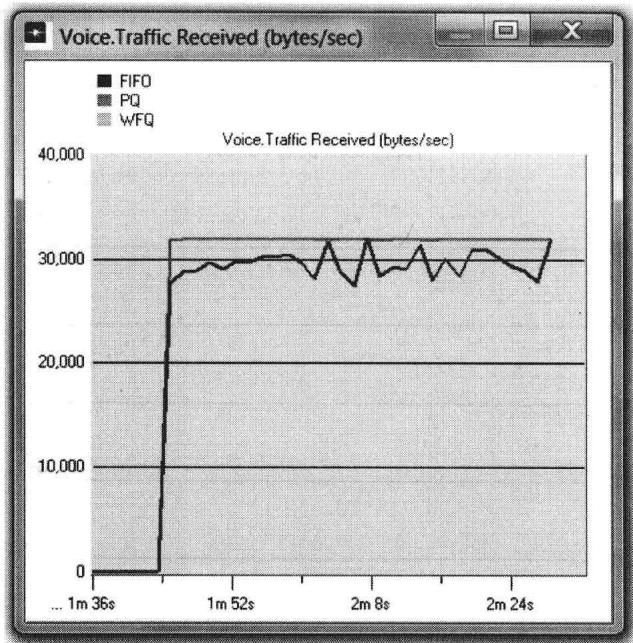 Voice.Traffic Received (bytes/sec)
FIFO
PQ
WFQ
Voice.Traffic Received (bytes/sec)
40,000
30,000
20,000
10,000
0
... 1m 36s 1m 52s 2m 8s 2m 24s